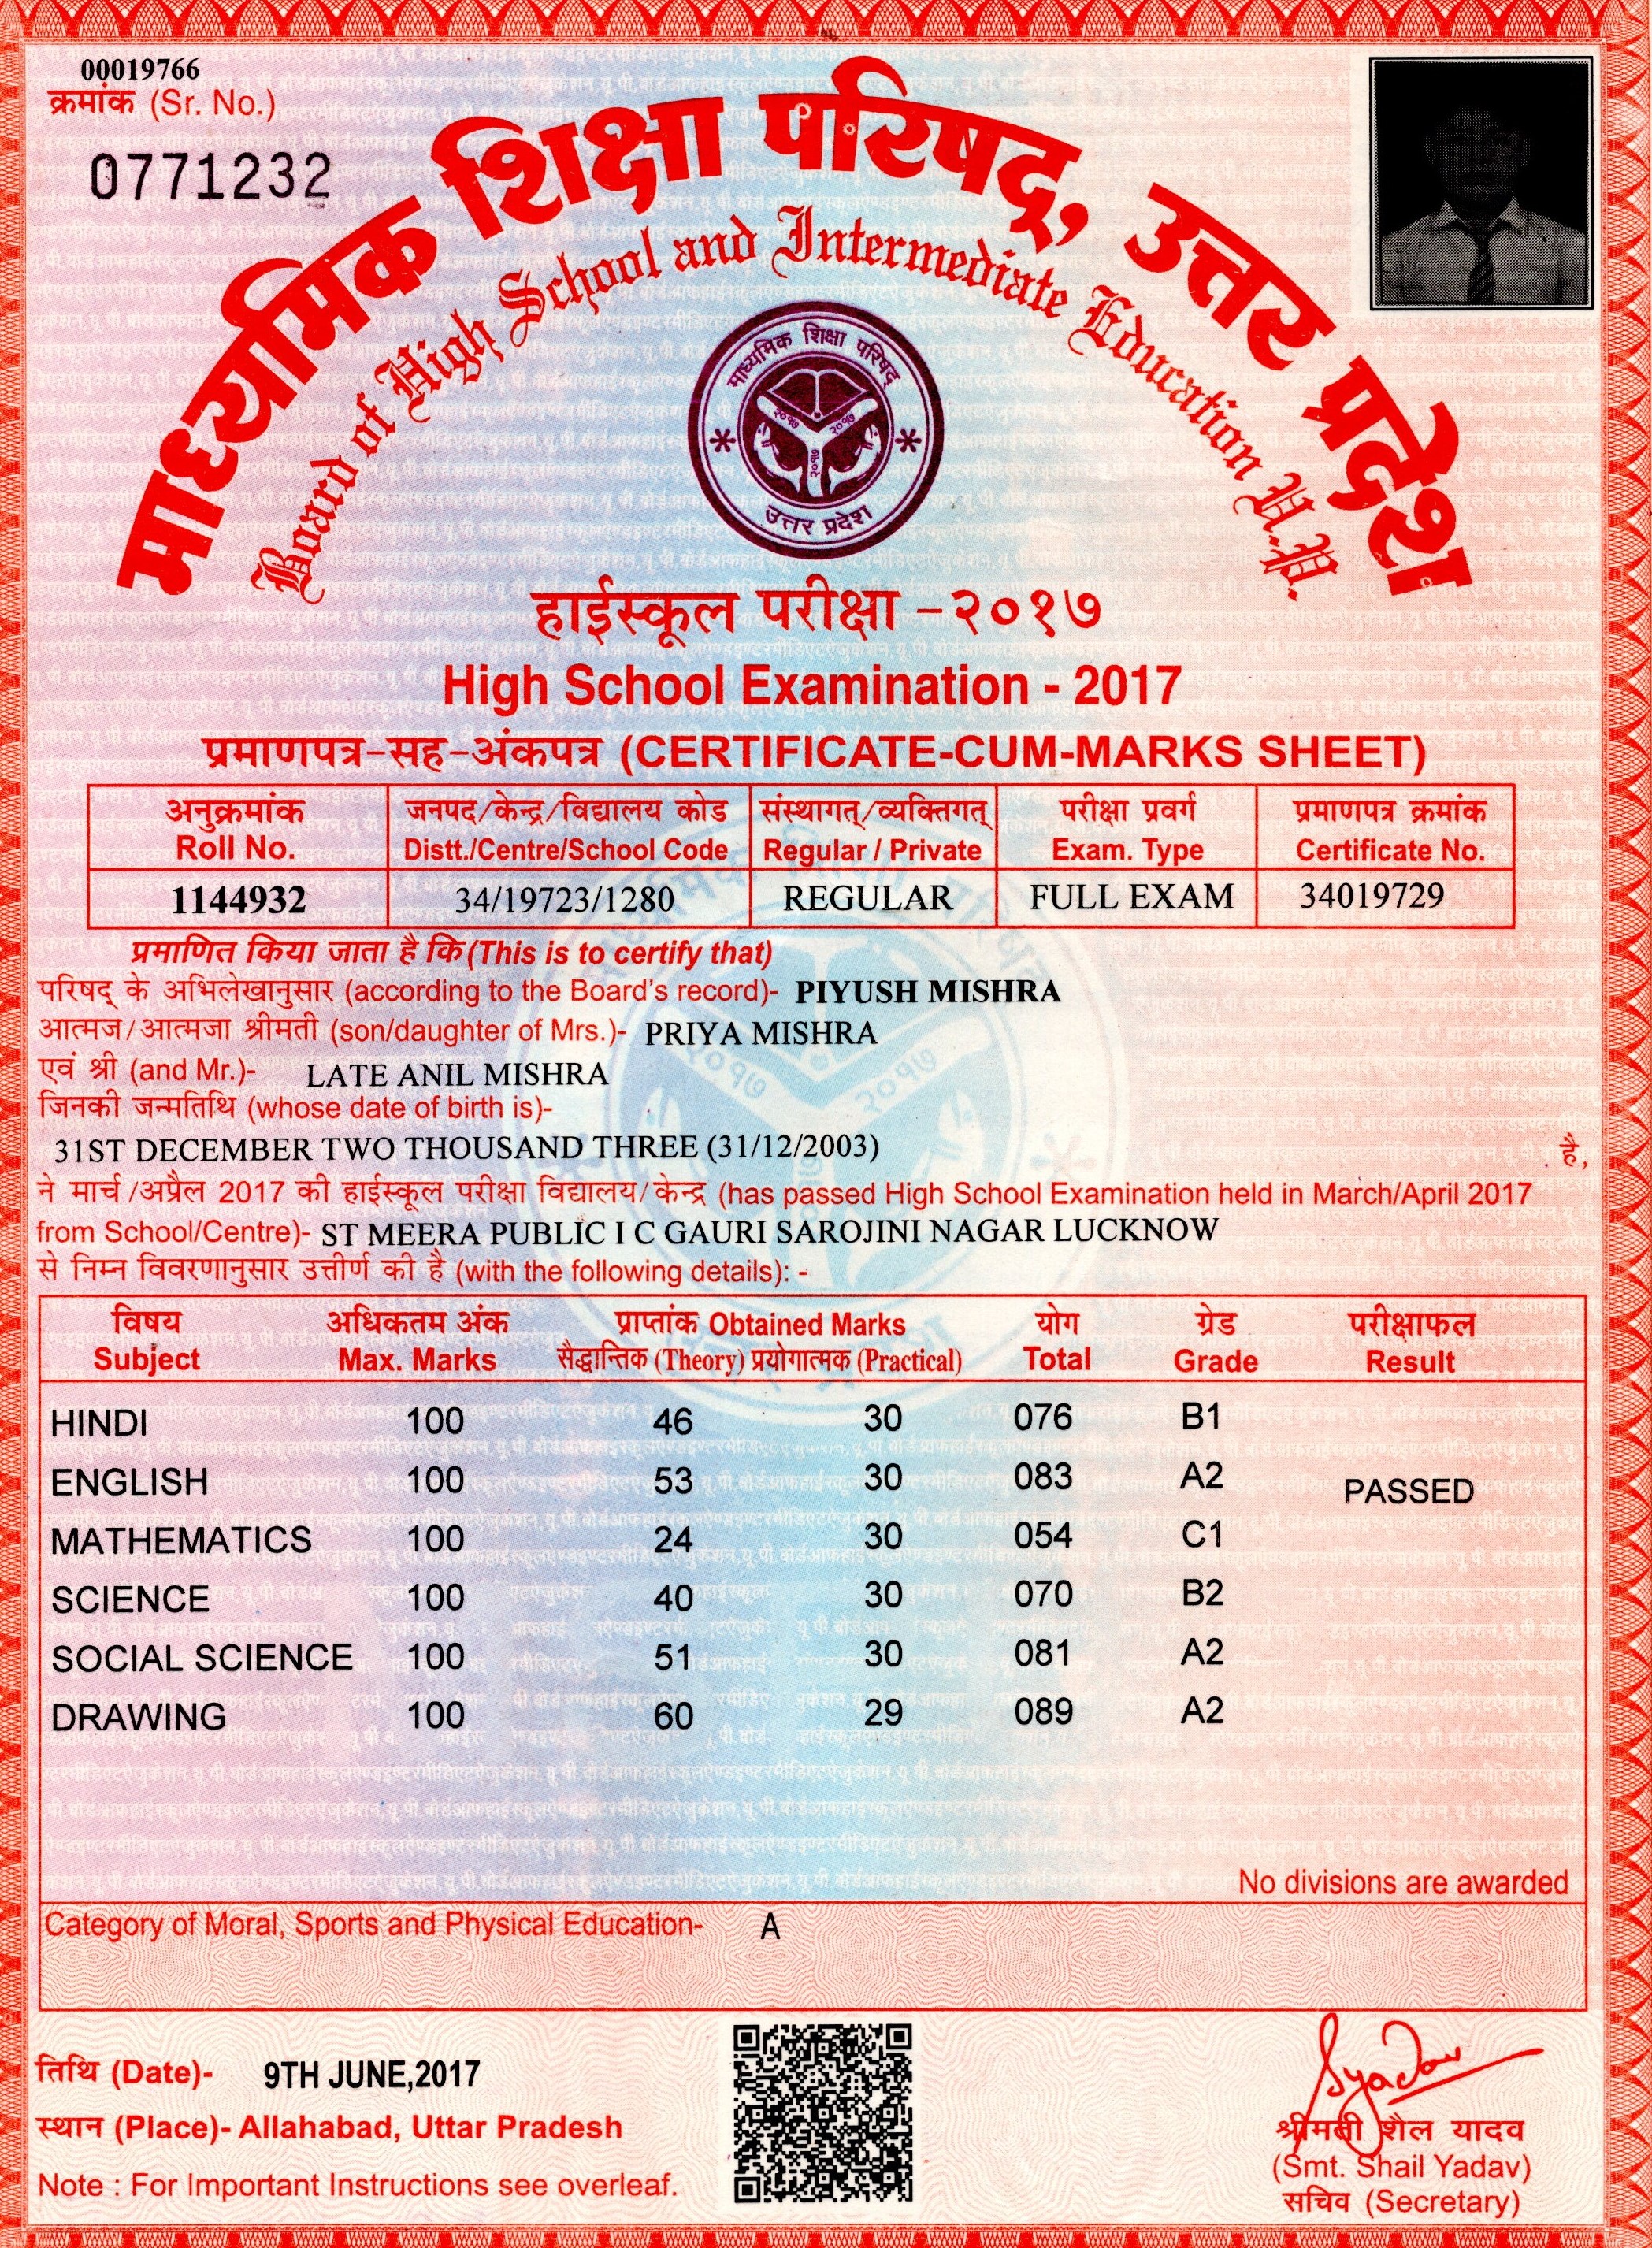 00019766
क्रमांक (Sr. No.)
0771232
माध्यमिक शिक्षा परिषद्, उत्तर प्रदेश
Board of High School and Intermediate Education U.P.
माध्यमिक शिक्षा परिषद्
२०१७ २०१७
२०१७
उत्तर प्रदेश
हाईस्कूल परीक्षा -२०१७
High School Examination - 2017
प्रमाणपत्र-सह-अंकपत्र (CERTIFICATE-CUM-MARKS SHEET)
अनुक्रमांक जनपद/केन्द्र/विद्यालय कोड संस्थागत्/व्यक्तिगत् परीक्षा प्रवर्ग प्रमाणपत्र क्रमांक
Roll No. Distt./Centre/School Code Regular / Private Exam. Type Certificate No.
1144932 34/19723/1280 REGULAR FULL EXAM 34019729
प्रमाणित किया जाता है कि (This is to certify that)
परिषद् के अभिलेखानुसार (according to the Board's record)- PIYUSH MISHRA
आत्मज/आत्मजा श्रीमती (son/daughter of Mrs.)- PRIYA MISHRA
एवं श्री (and Mr.)- LATE ANIL MISHRA
जिनकी जन्मतिथि (whose date of birth is)-
31ST DECEMBER TWO THOUSAND THREE (31/12/2003) है,
ने मार्च/अप्रैल 2017 की हाईस्कूल परीक्षा विद्यालय/केन्द्र (has passed High School Examination held in March/April 2017
from School/Centre)- ST MEERA PUBLIC I C GAURI SAROJINI NAGAR LUCKNOW
से निम्न विवरणानुसार उत्तीर्ण की है (with the following details): -
विषय अधिकतम अंक प्राप्तांक Obtained Marks योग ग्रेड परीक्षाफल
Subject Max. Marks सैद्धान्तिक (Theory) प्रयोगात्मक (Practical) Total Grade Result
HINDI 100 46 30 076 B1
ENGLISH 100 53 30 083 A2 PASSED
MATHEMATICS 100 24 30 054 C1
SCIENCE 100 40 30 070 B2
SOCIAL SCIENCE 100 51 30 081 A2
DRAWING 100 60 29 089 A2
No divisions are awarded
Category of Moral, Sports and Physical Education- A
तिथि (Date)- 9TH JUNE,2017
स्थान (Place)- Allahabad, Uttar Pradesh
Note : For Important Instructions see overleaf.
Syadav
श्रीमती शैल यादव
(Smt. Shail Yadav)
सचिव (Secretary)